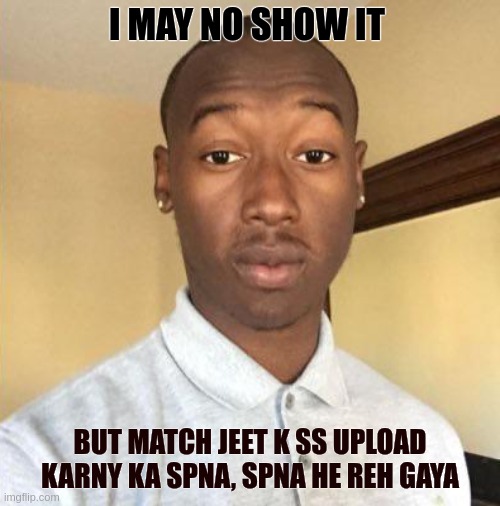 I MAY NO SHOW IT
BUT MATCH JEET K SS UPLOAD
KARNY KA SPNA, SPNA HE REH GAYA
imgflip.com